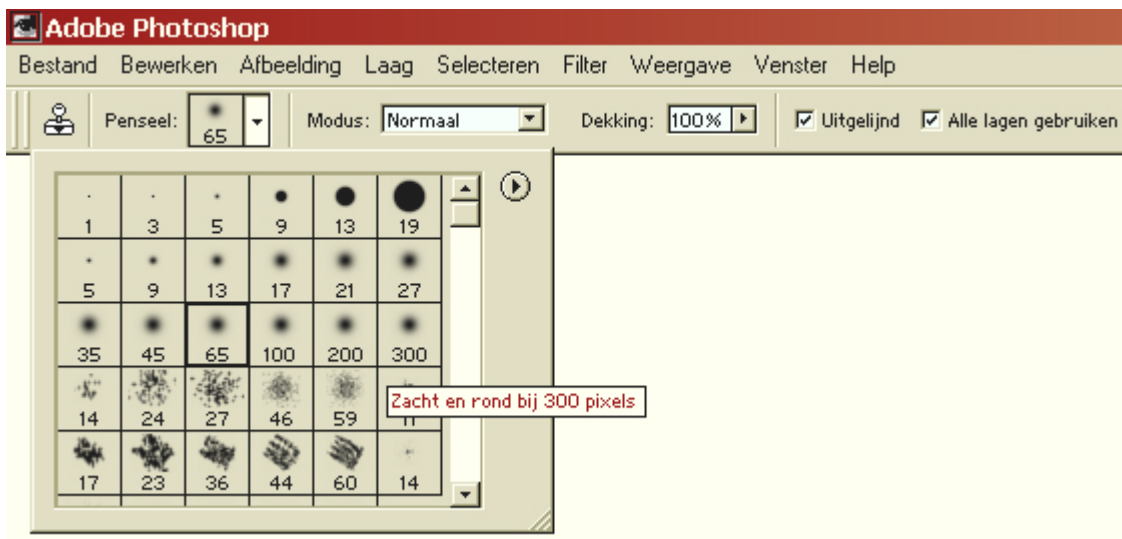 Adobe Photoshop
Bestand Bewerken Afbeelding Laag Selecteren Filter Weergave Venster Help
Penseel: 65 Modus: Normaal Dekking: 100% Uitgelijnd Alle lagen gebruiken
1 3 5 9 13 19
5 9 13 17 21 27
35 45 65 100 200 300
Zacht en rond bij 300 pixels
14 24 27 46 59
17 23 36 44 60 14